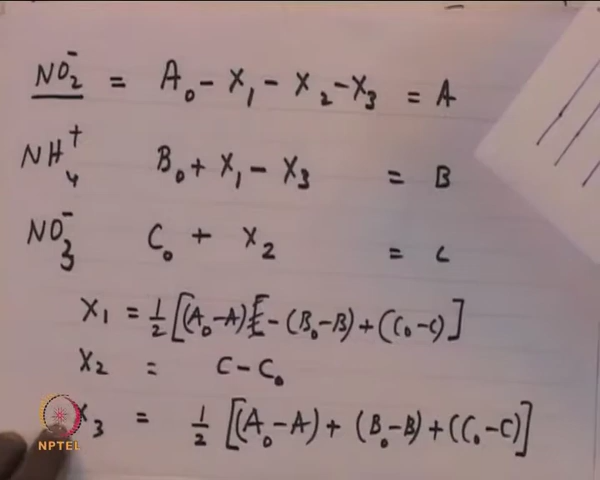 NO₂⁻ = A₀ - X₁ - X₂ - X₃ = A
NH₄⁺ B₀ + X₁ - X₃ = B
NO₃⁻ C₀ + X₂ = C
X₁ = 1/2 [(A₀-A) - (B₀-B) + (C₀-C)]
X₂ = C - C₀
X₃ = 1/2 [(A₀-A) + (B₀-B) + (C₀-C)]
NPTEL